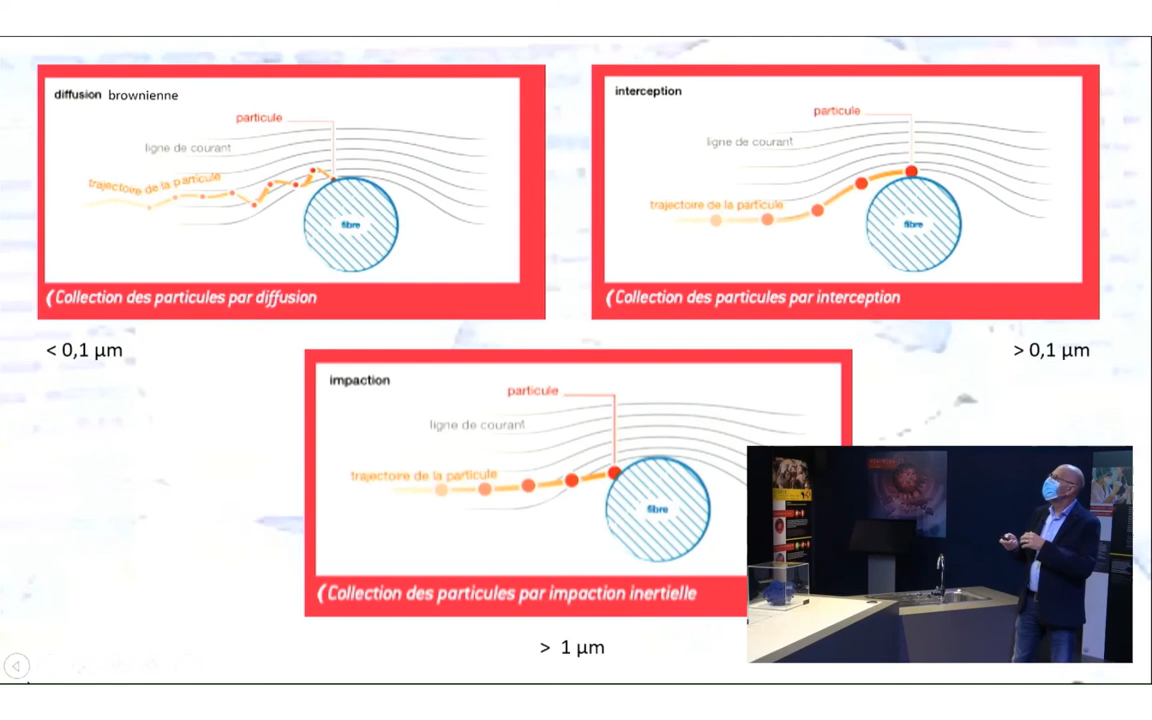 diffusion brownienne
particule
ligne de courant
trajectoire de la particule
fibre
(Collection des particules par diffusion
< 0,1 µm
interception
particule
ligne de courant
trajectoire de la particule
fibre
(Collection des particules par interception
> 0,1 µm
impaction
particule
ligne de courant
trajectoire de la particule
fibre
(Collection des particules par impaction inertielle
> 1 µm